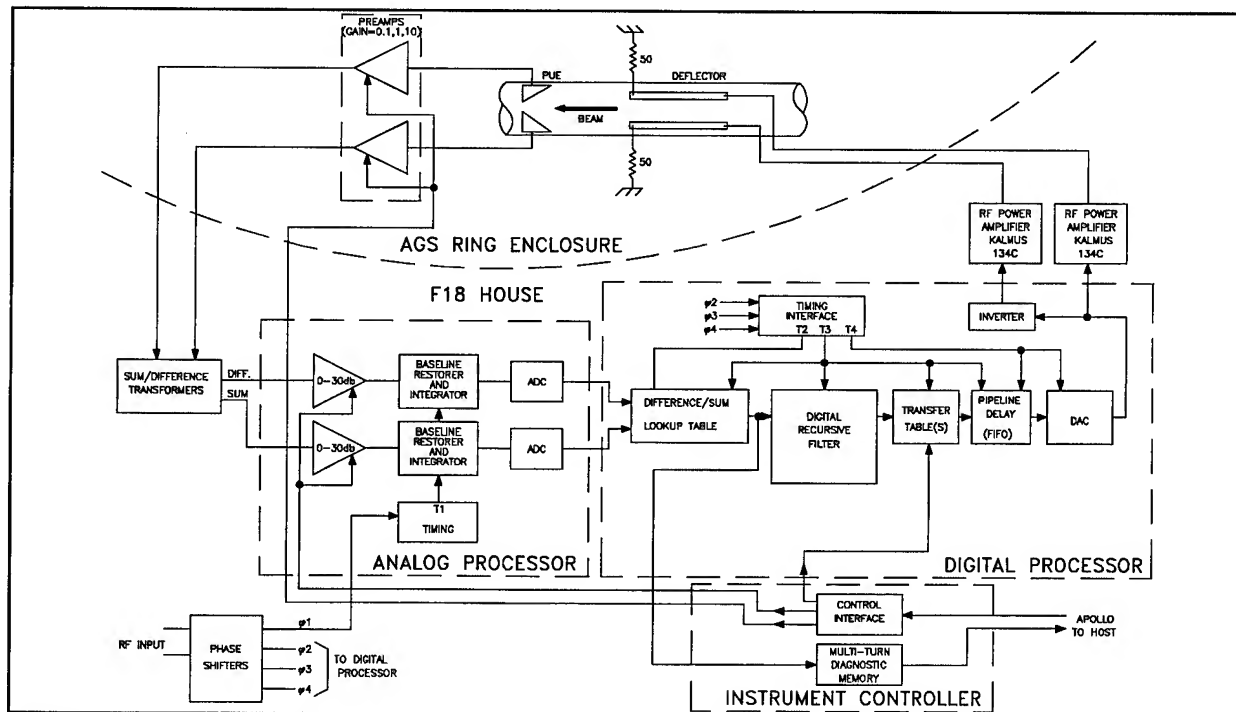 PREAMPS
(GAIN=0.1,1,10)
50
PUE
DEFLECTOR
BEAM
50
RF POWER
AMPLIFIER
KALMUS
134C
RF POWER
AMPLIFIER
KALMUS
134C
AGS RING ENCLOSURE
F18 HOUSE
φ2
φ3
φ4
TIMING
INTERFACE
T2 T3 T4
INVERTER
SUM/DIFFERENCE
TRANSFORMERS
DIFF.
SUM
0-30db
BASELINE
RESTORER
AND
INTEGRATOR
ADC
0-30db
BASELINE
RESTORER
AND
INTEGRATOR
ADC
DIFFERENCE/SUM
LOOKUP TABLE
DIGITAL
RECURSIVE
FILTER
TRANSFER
TABLE(S)
PIPELINE
DELAY
(FIFO)
DAC
T1
TIMING
ANALOG PROCESSOR
DIGITAL PROCESSOR
RF INPUT
PHASE
SHIFTERS
φ1
φ2
φ3
φ4
TO DIGITAL
PROCESSOR
CONTROL
INTERFACE
MULTI-TURN
DIAGNOSTIC
MEMORY
APOLLO
TO HOST
INSTRUMENT CONTROLLER